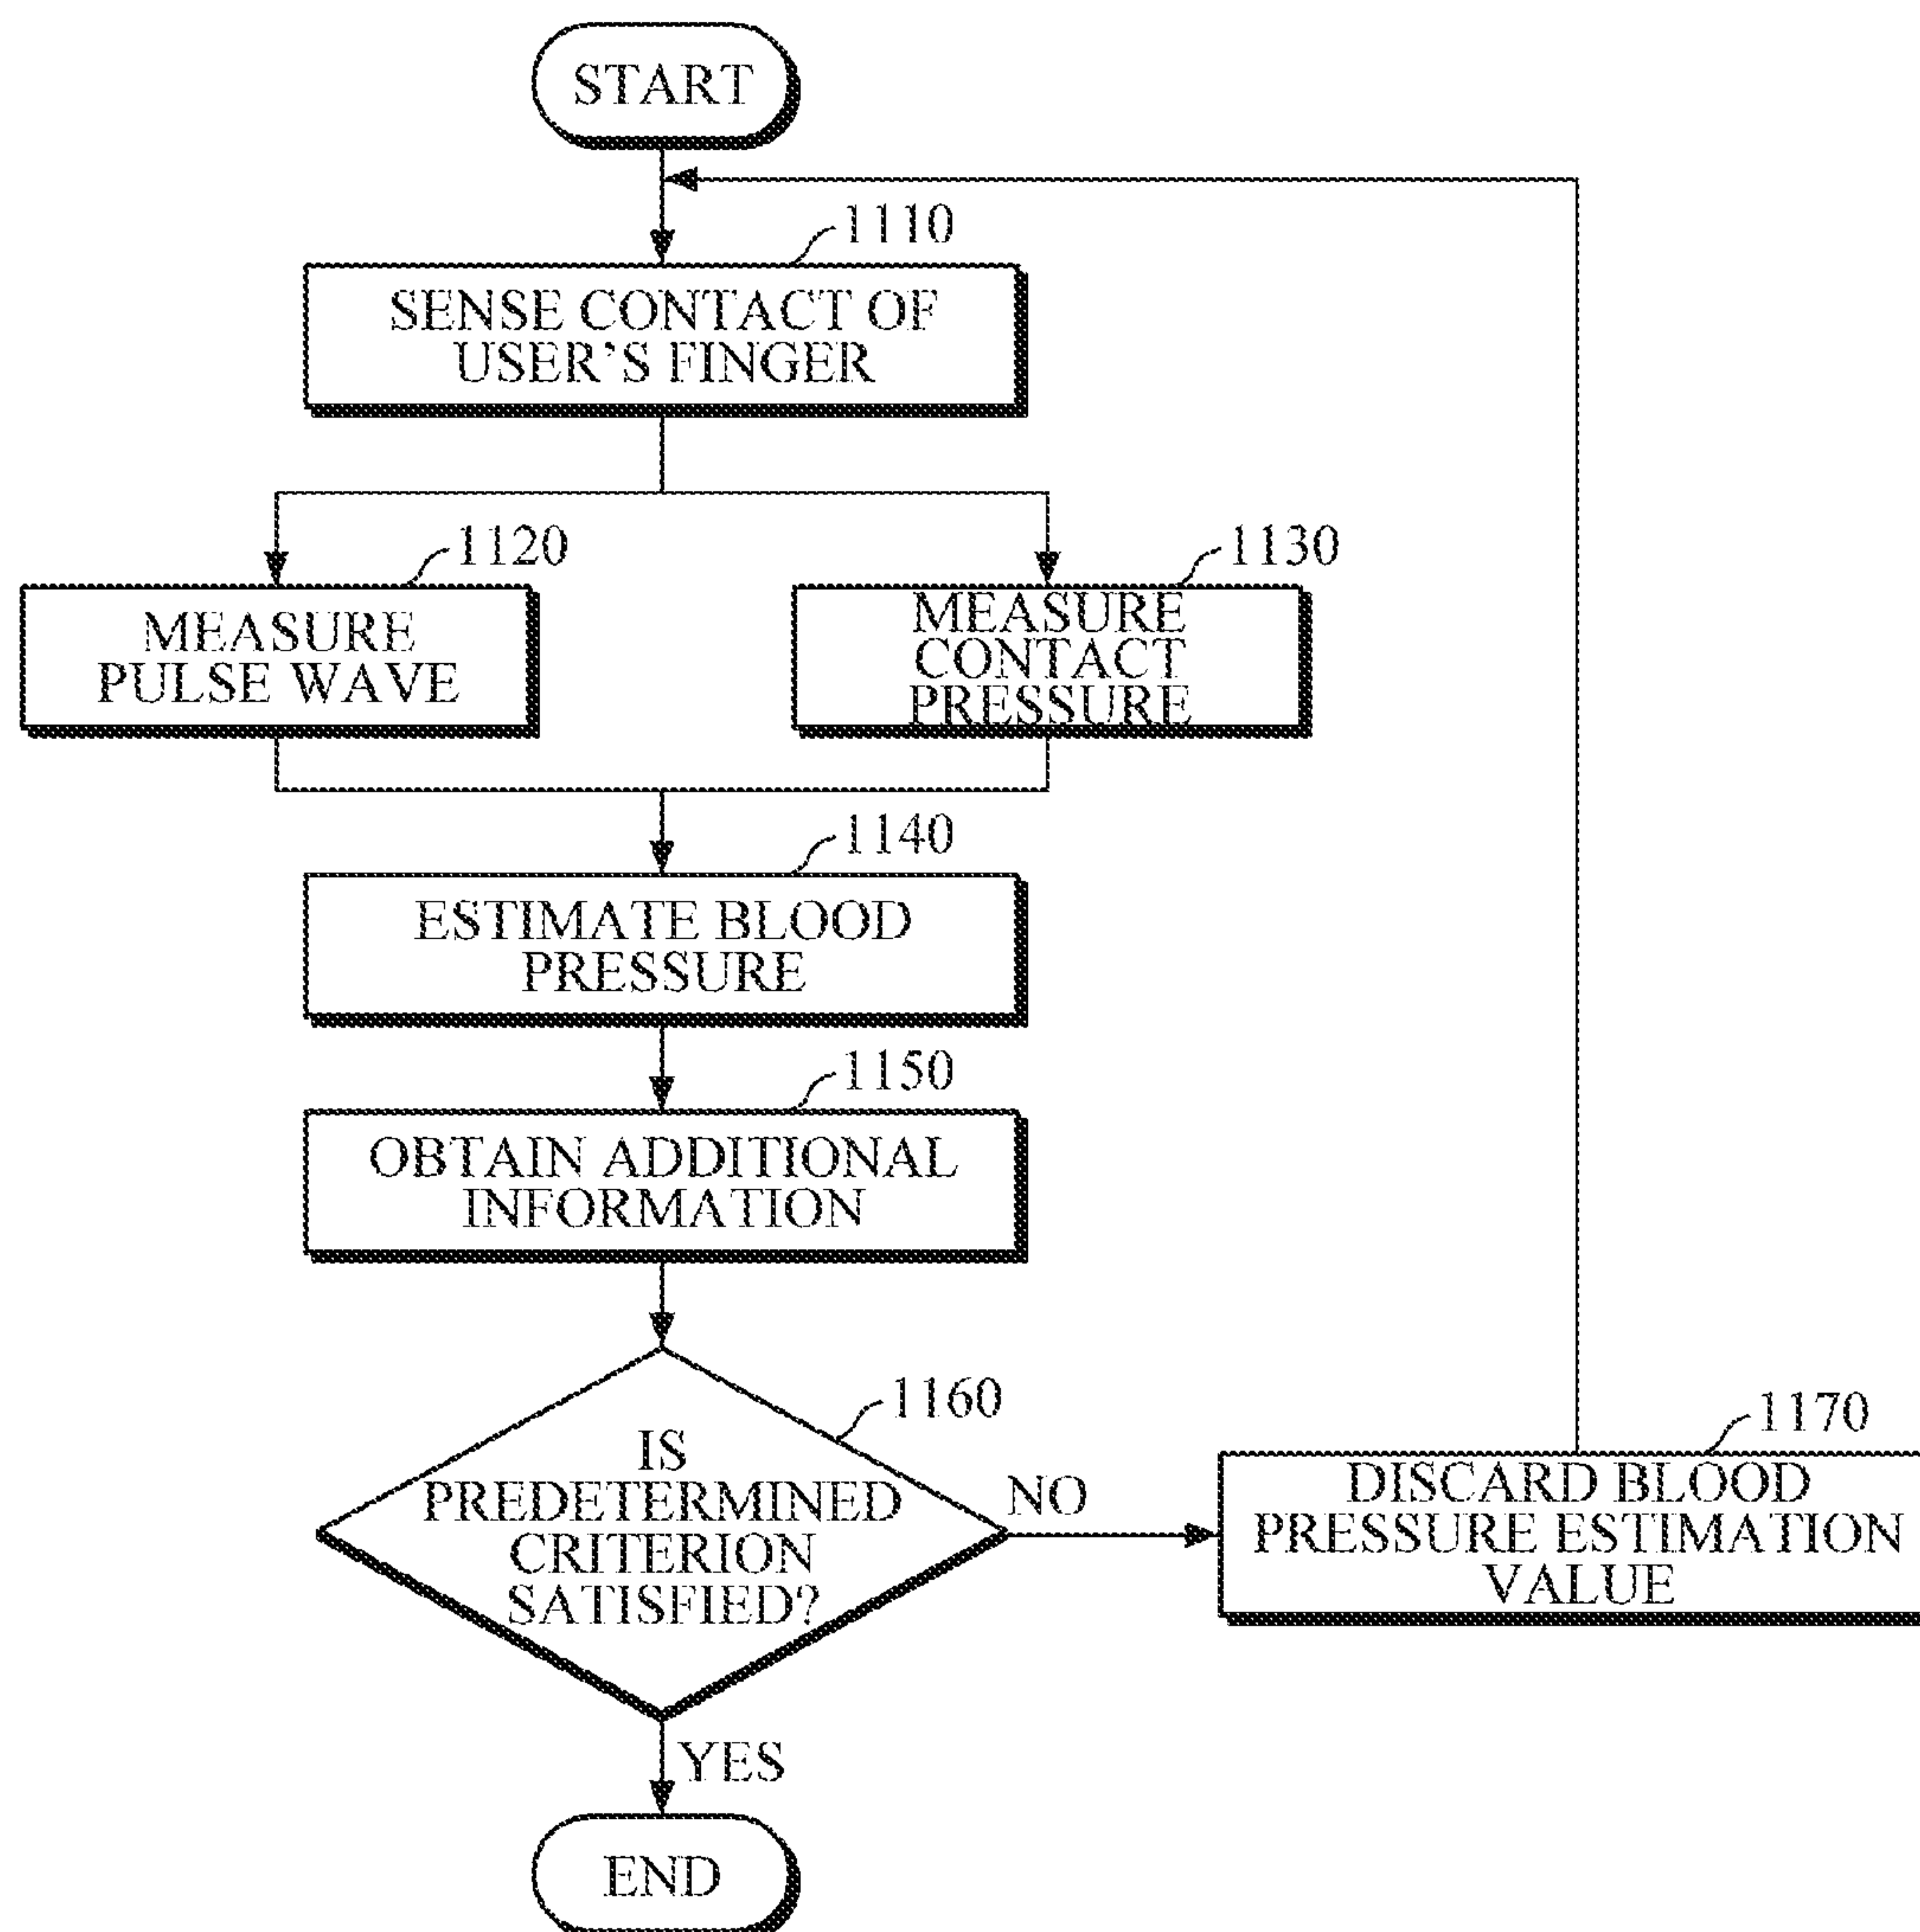 START
1110
SENSE CONTACT OF
USER'S FINGER
1120
MEASURE
PULSE WAVE
1130
MEASURE
CONTACT
PRESSURE
1140
ESTIMATE BLOOD
PRESSURE
1150
OBTAIN ADDITIONAL
INFORMATION
1160
IS
PREDETERMINED
CRITERION
SATISFIED?
NO
1170
DISCARD BLOOD
PRESSURE ESTIMATION
VALUE
YES
END